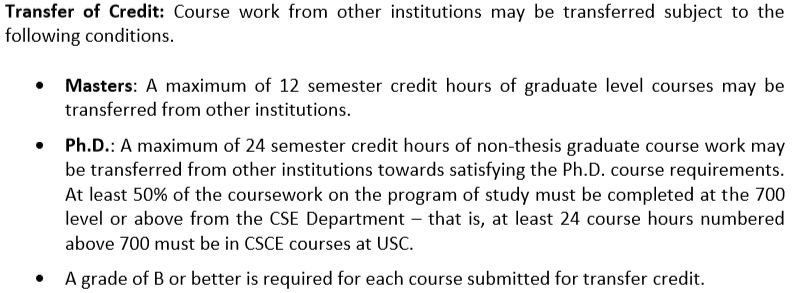 Transfer of Credit: Course work from other institutions may be transferred subject to the
following conditions.
• Masters: A maximum of 12 semester credit hours of graduate level courses may be
transferred from other institutions.
• Ph.D.: A maximum of 24 semester credit hours of non-thesis graduate course work may
be transferred from other institutions towards satisfying the Ph.D. course requirements.
At least 50% of the coursework on the program of study must be completed at the 700
level or above from the CSE Department – that is, at least 24 course hours numbered
above 700 must be in CSCE courses at USC.
• A grade of B or better is required for each course submitted for transfer credit.